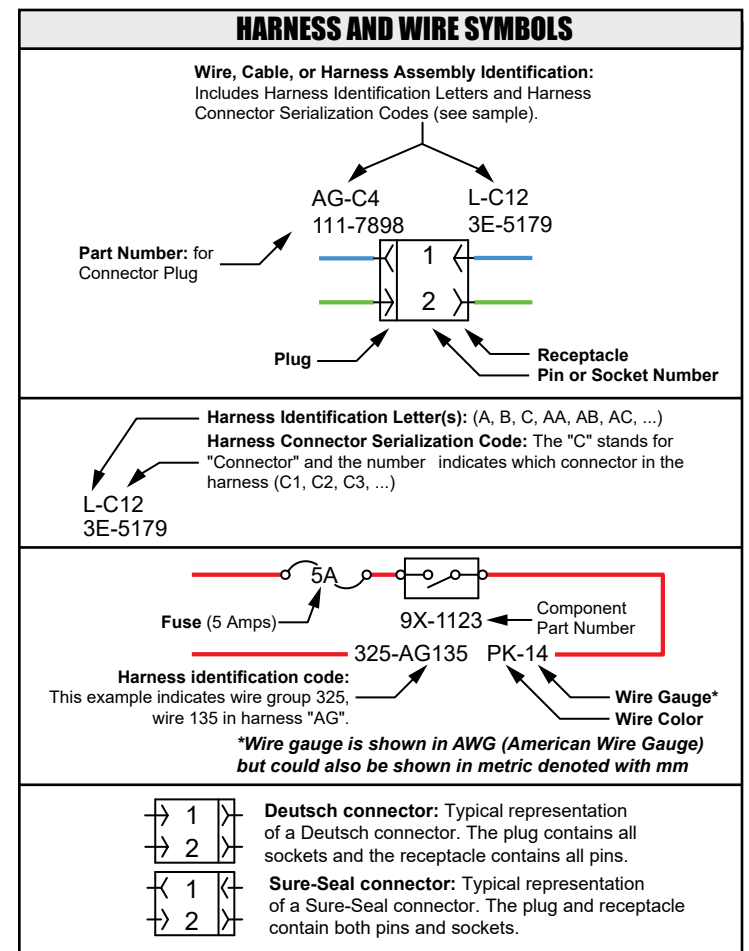 HARNESS AND WIRE SYMBOLS
Wire, Cable, or Harness Assembly Identification:
Includes Harness Identification Letters and Harness
Connector Serialization Codes (see sample).
AG-C4
111-7898
L-C12
3E-5179
Part Number: for
Connector Plug
1
2
Plug
Receptacle
Pin or Socket Number
Harness Identification Letter(s): (A, B, C, AA, AB, AC, ...)
Harness Connector Serialization Code: The "C" stands for
"Connector" and the number indicates which connector in the
harness (C1, C2, C3, ...)
L-C12
3E-5179
5A
Fuse (5 Amps)
9X-1123
Component
Part Number
325-AG135 PK-14
Harness identification code:
This example indicates wire group 325,
wire 135 in harness "AG".
Wire Gauge*
Wire Color
*Wire gauge is shown in AWG (American Wire Gauge)
but could also be shown in metric denoted with mm
1
2
Deutsch connector: Typical representation
of a Deutsch connector. The plug contains all
sockets and the receptacle contains all pins.
1
2
Sure-Seal connector: Typical representation
of a Sure-Seal connector. The plug and receptacle
contain both pins and sockets.